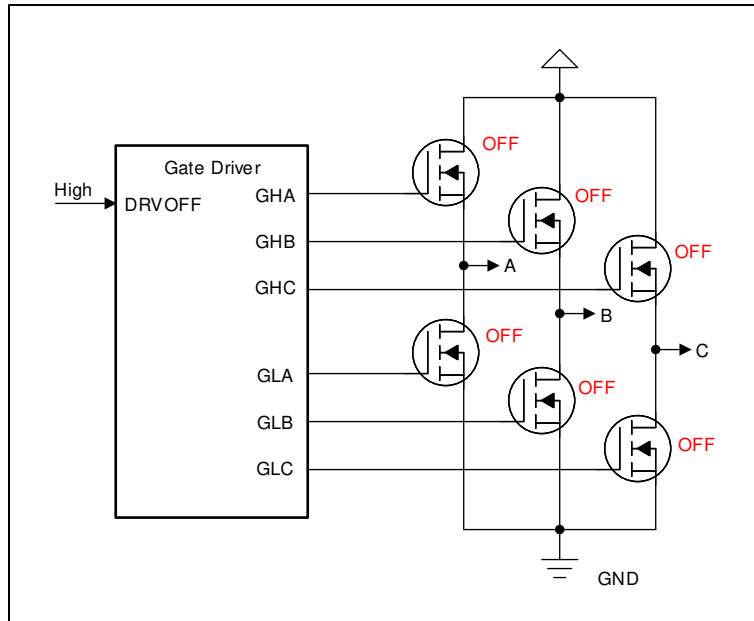 OFF
Gate Driver
High
DRVOFF
GHA
OFF
GHB
OFF
GHC
A
B
OFF
C
GLA
OFF
GLB
OFF
GLC
GND